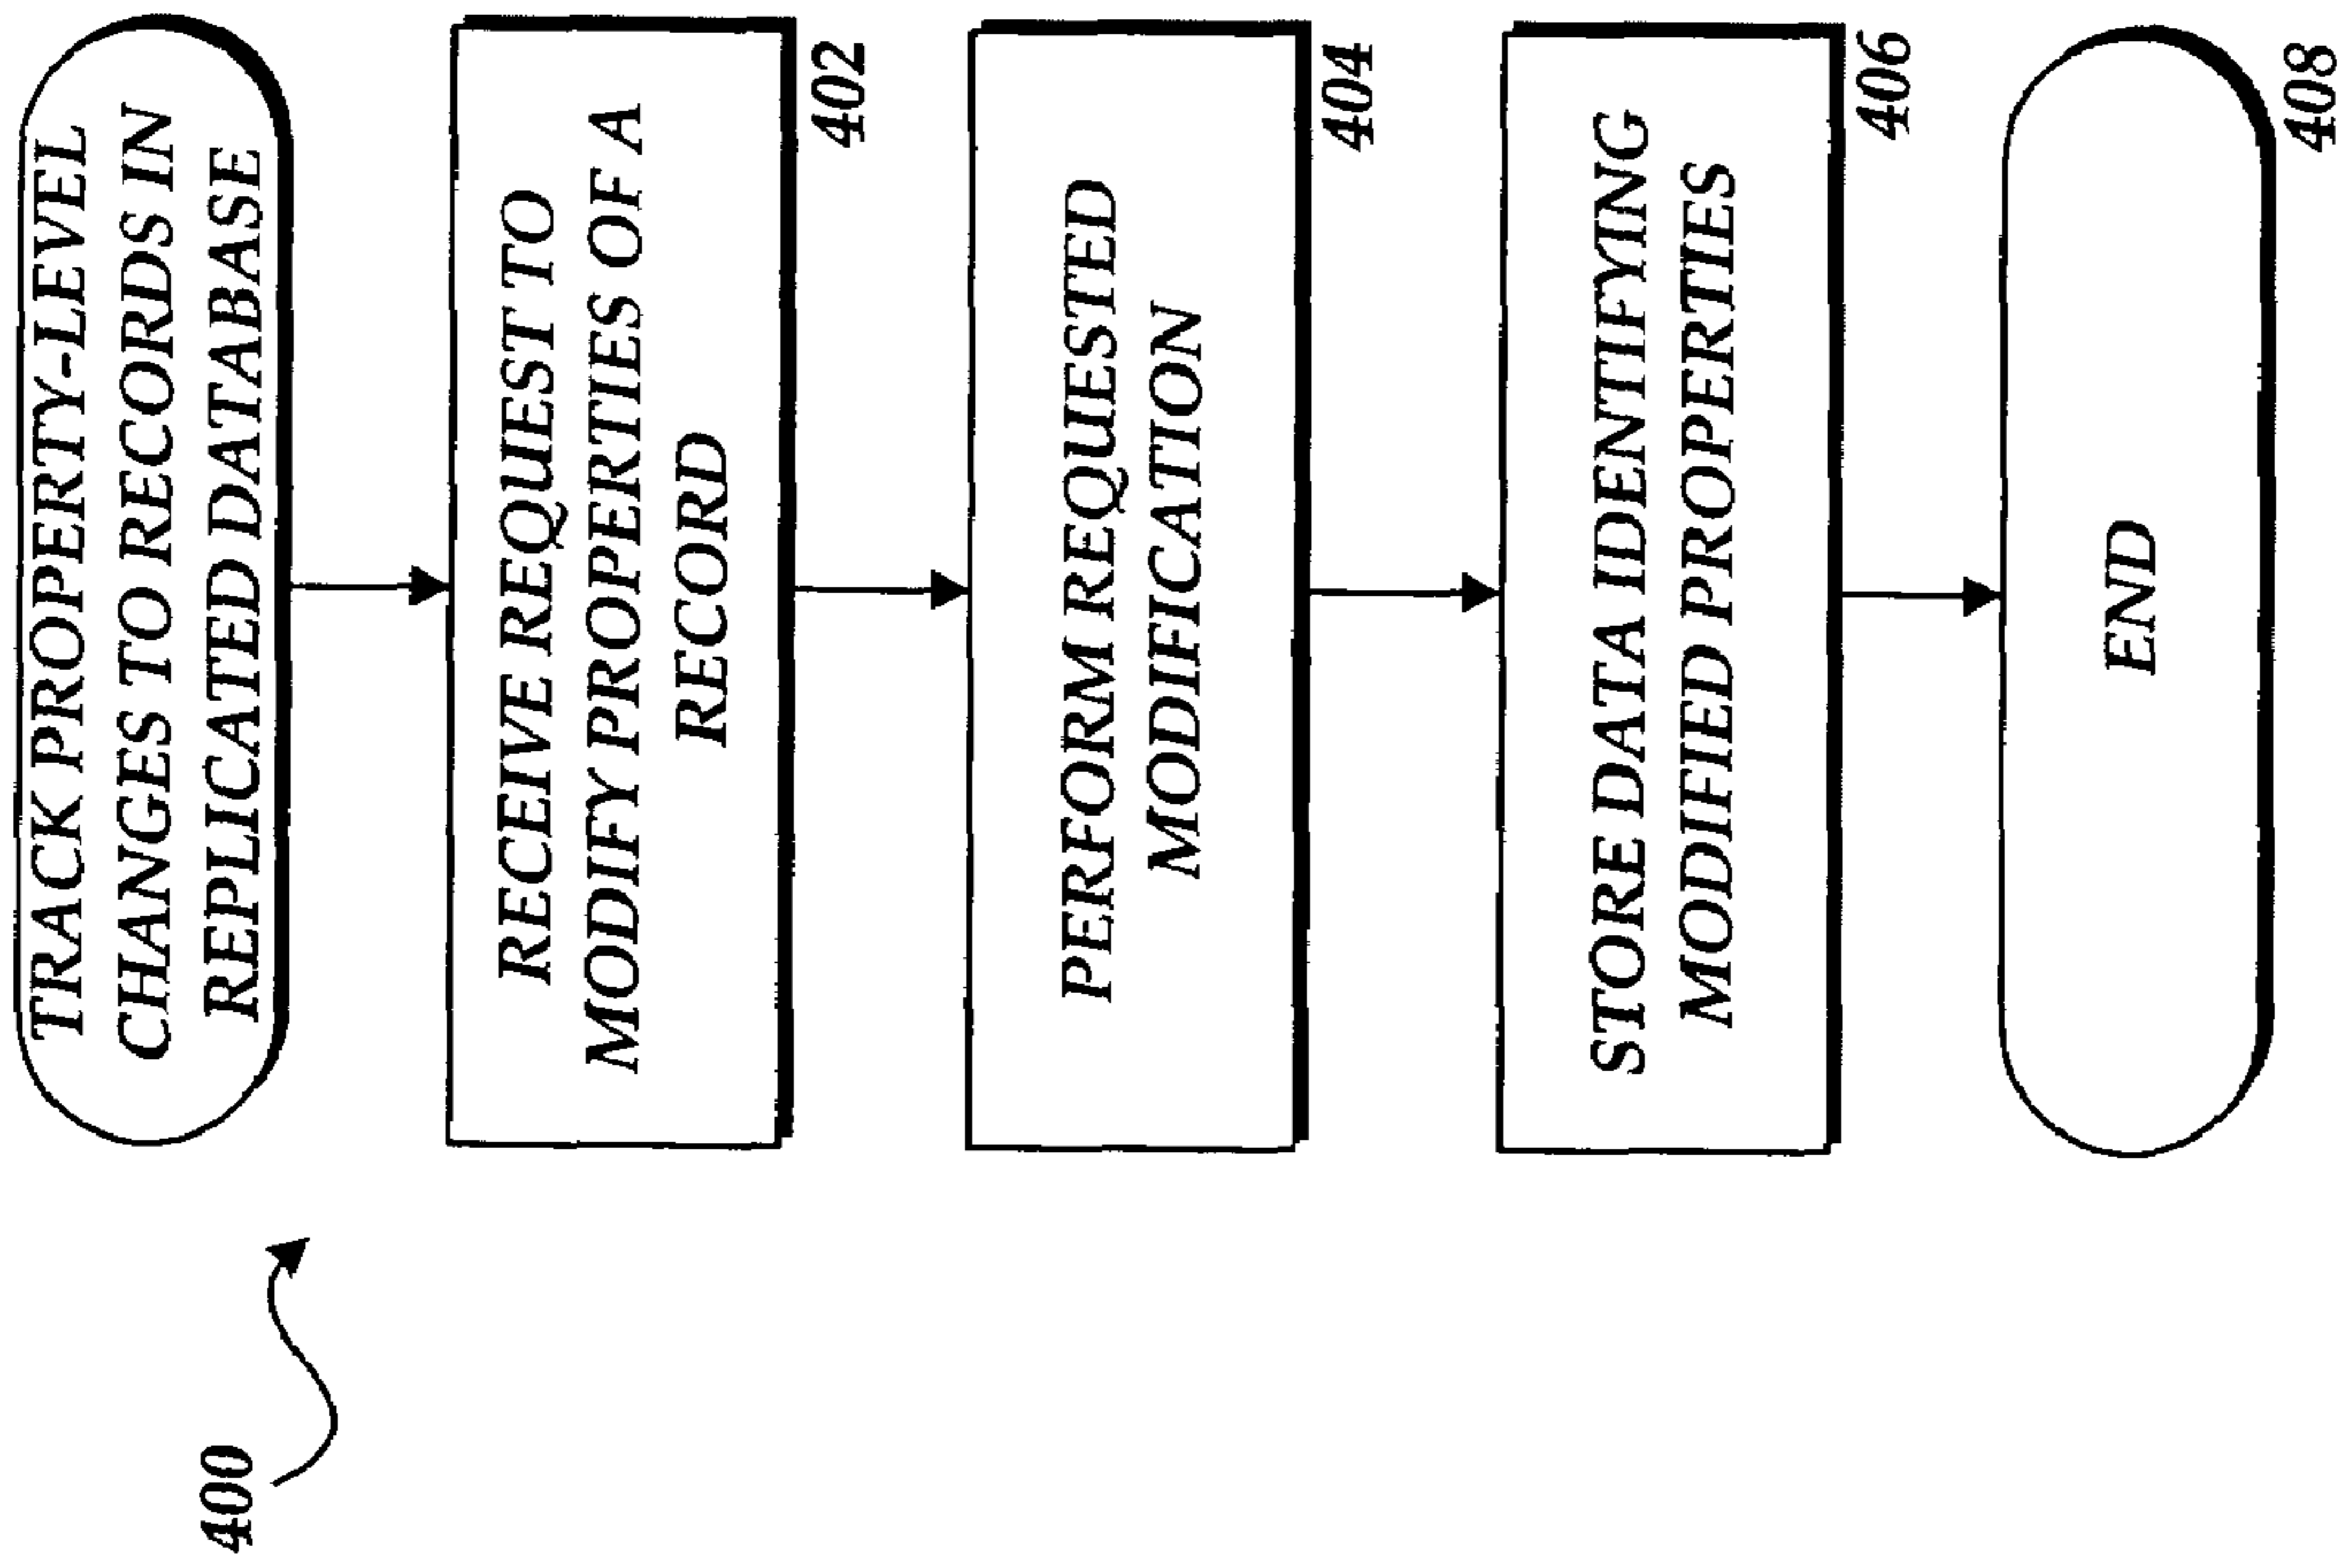 400
TRACK PROPERTY-LEVEL
CHANGES TO RECORDS IN
REPLICATED DATABASE
RECEIVE REQUEST TO
MODIFY PROPERTIES OF A
RECORD
402
PERFORM REQUESTED
MODIFICATION
404
STORE DATA IDENTIFYING
MODIFIED PROPERTIES
406
END
408